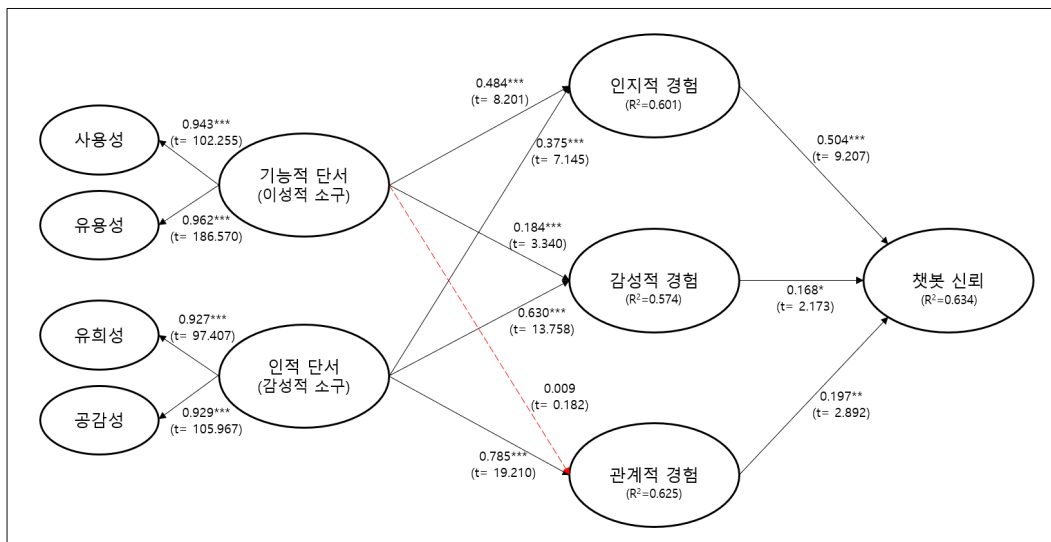 사용성
유용성
0.943***
(t= 102.255)
0.962***
(t= 186.570)
기능적 단서
(이성적 소구)
유희성
공감성
0.927***
(t= 97.407)
0.929***
(t= 105.967)
인적 단서
(감성적 소구)
0.484***
(t= 8.201)
0.375***
(t= 7.145)
0.184***
(t= 3.340)
0.630***
(t= 13.758)
0.009
(t= 0.182)
0.785***
(t= 19.210)
인지적 경험
(R²=0.601)
감성적 경험
(R²=0.574)
관계적 경험
(R²=0.625)
0.504***
(t= 9.207)
0.168*
(t= 2.173)
0.197**
(t= 2.892)
챗봇 신뢰
(R²=0.634)